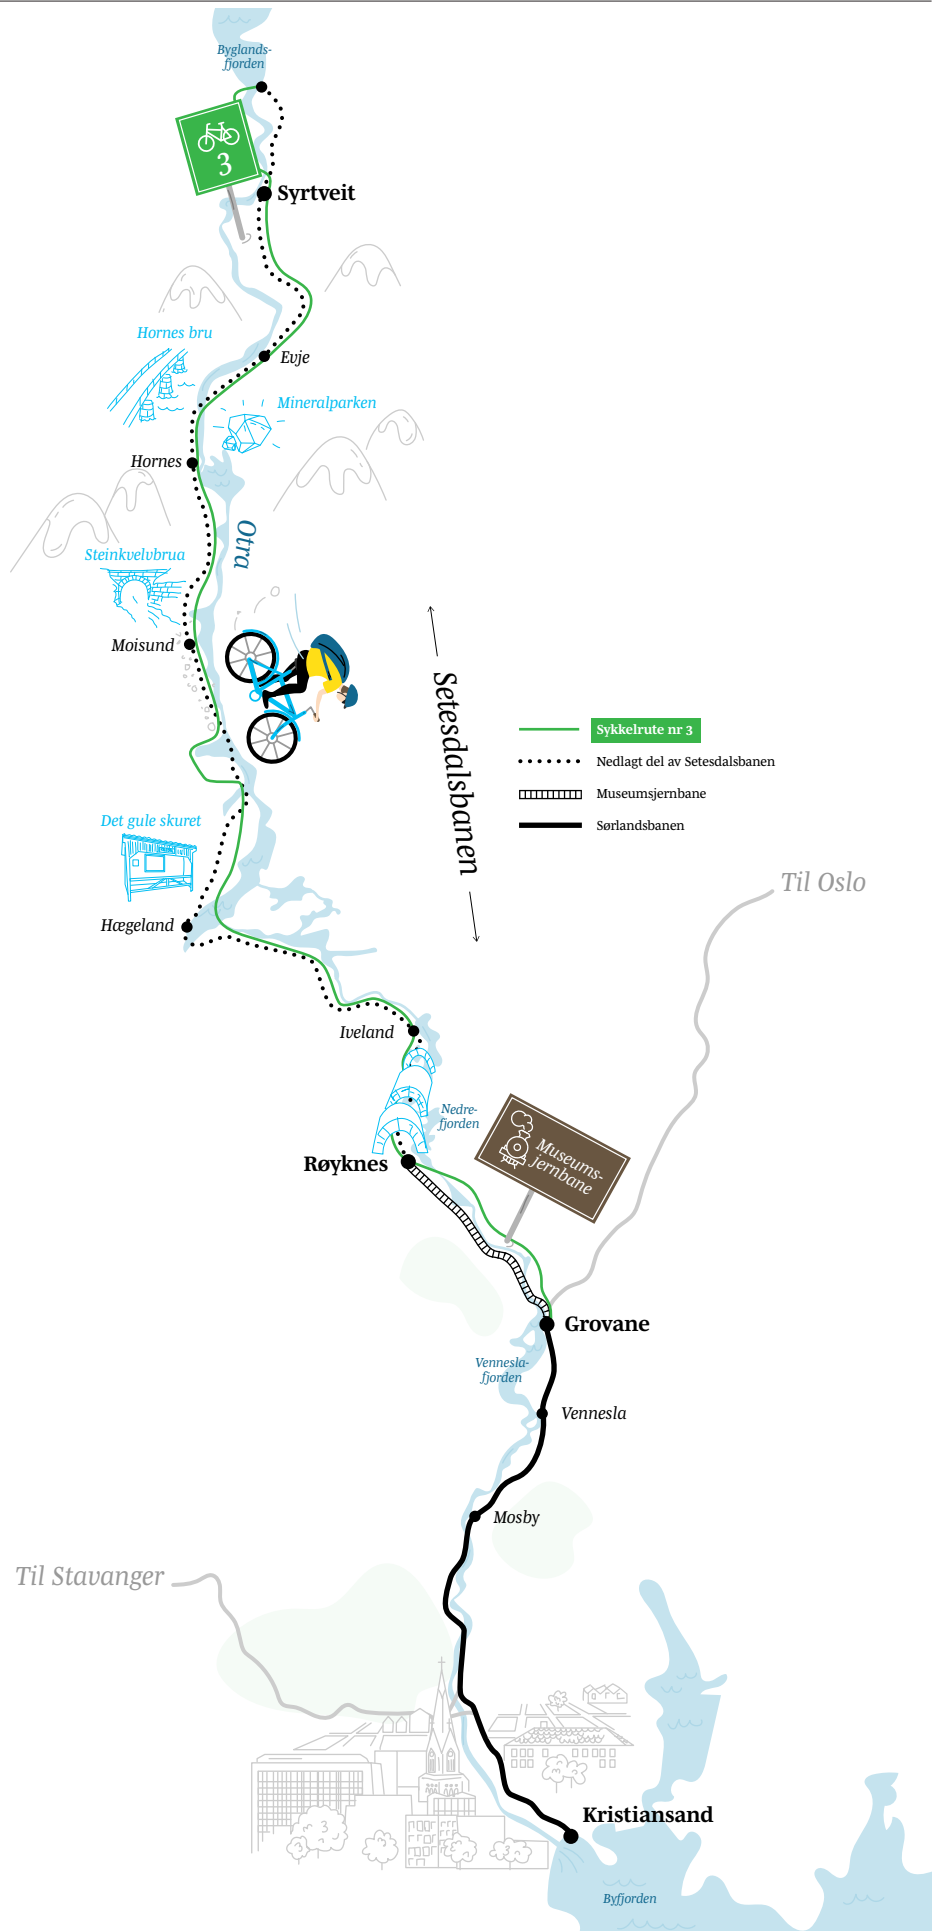 Byglands-
fjorden
3
Syrtveit
Hornes bru
Evje
Mineralparken
Hornes
Otra
Steinkvelvbrua
Moisund
Setesdalsbanen
Sykkelrute nr 3
Nedlagt del av Setesdalsbanen
Museumsjernbane
Sørlandsbanen
Det gule skuret
Til Oslo
Hægeland
Iveland
Nedre-
fjorden
Museums-
jernbane
Røyknes
Grovane
Vennesla-
fjorden
Vennesla
Mosby
Til Stavanger
Kristiansand
Byfjorden